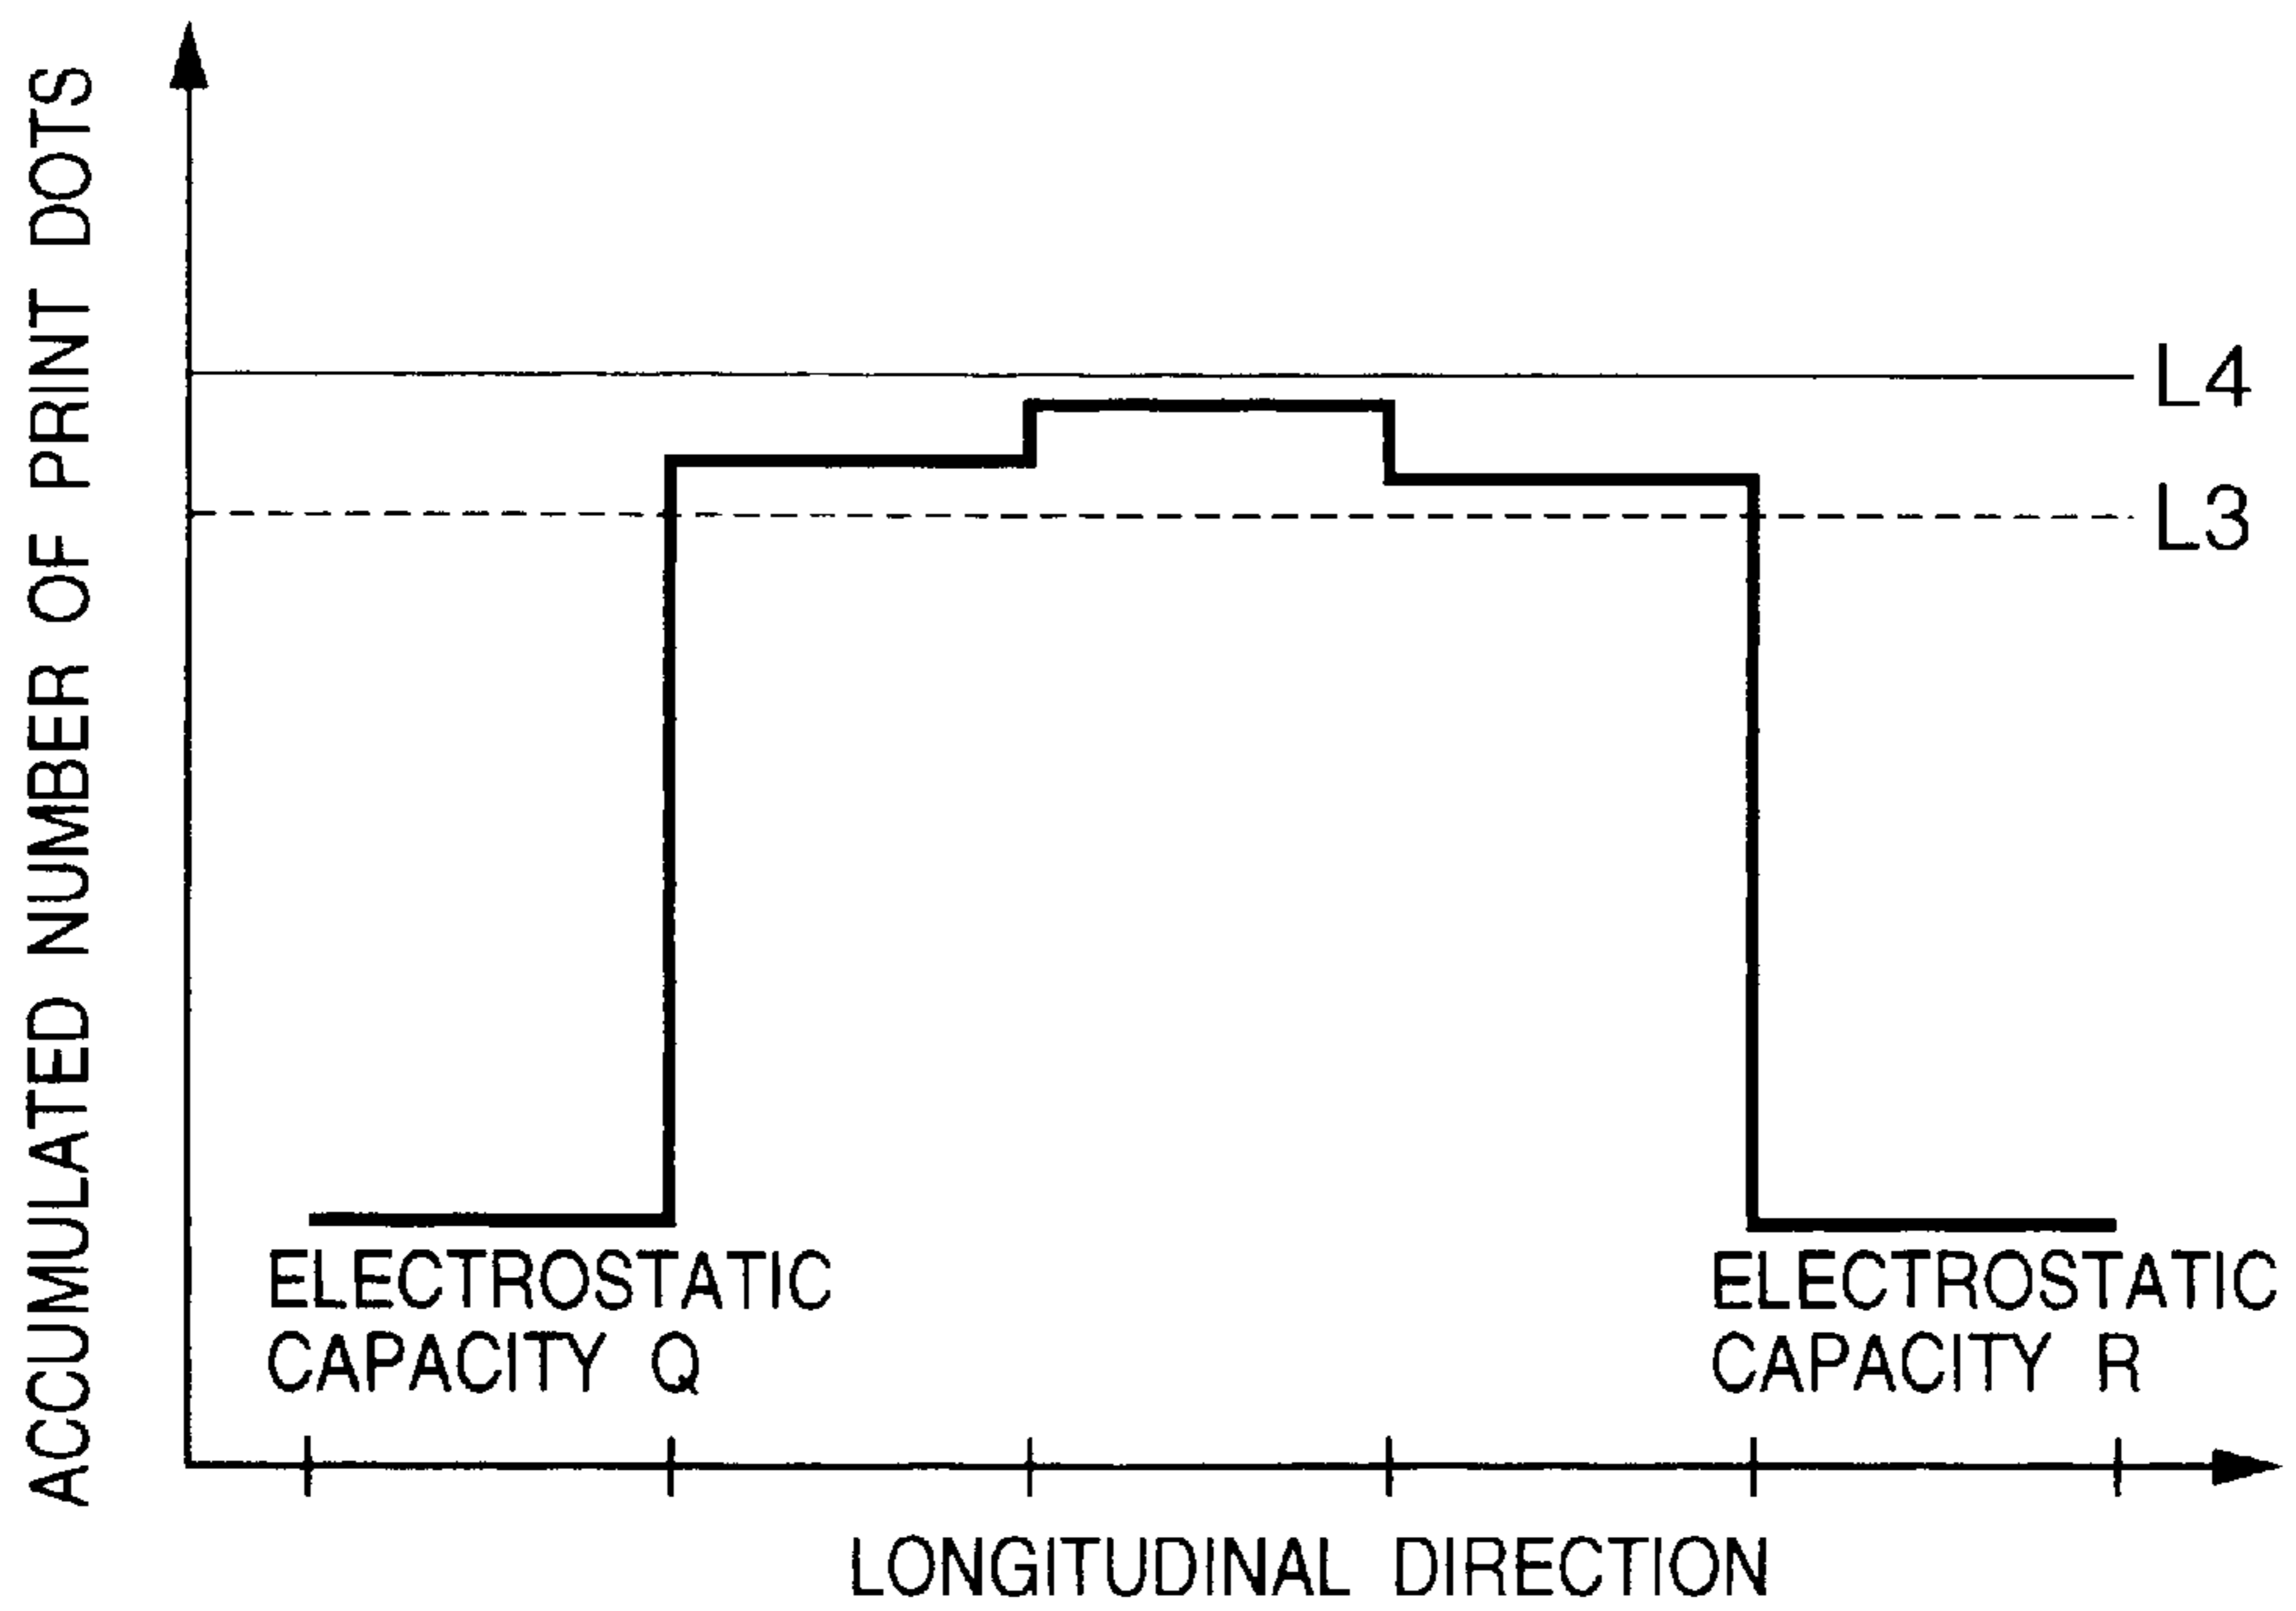 ACCUMULATED NUMBER OF PRINT DOTS
L4
L3
ELECTROSTATIC
CAPACITY Q
ELECTROSTATIC
CAPACITY R
LONGITUDINAL DIRECTION